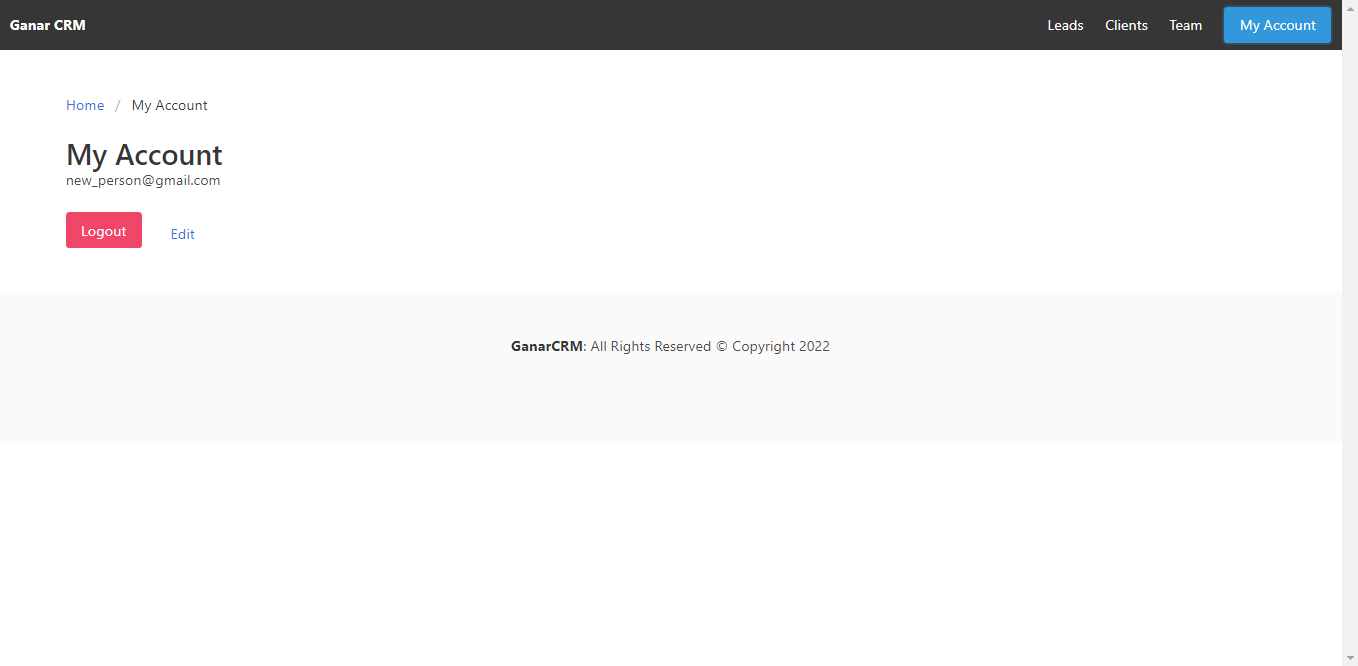 Ganar CRM
Leads Clients Team My Account
Home / My Account
My Account
new_person@gmail.com
Logout Edit
GanarCRM: All Rights Reserved © Copyright 2022